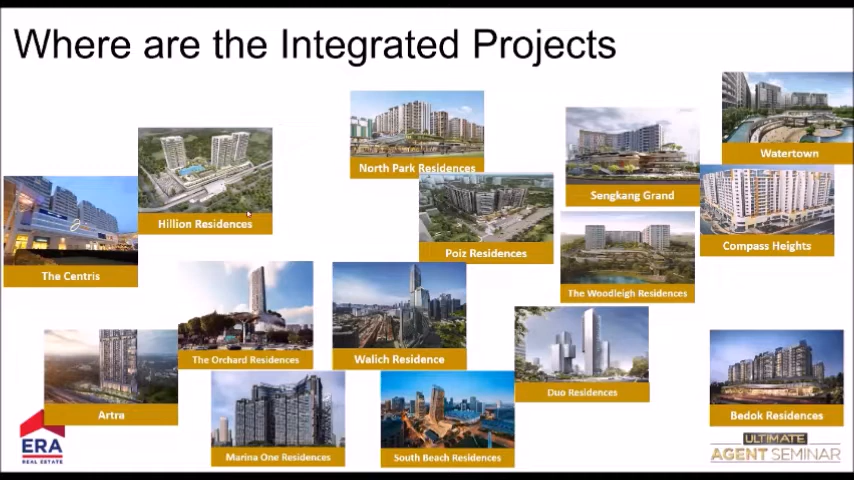 Where are the Integrated Projects
Watertown
North Park Residences
Sengkang Grand
Hillion Residences
Compass Heights
Poiz Residences
The Centris
The Woodleigh Residences
The Orchard Residences
Walich Residence
Duo Residences
Artra
Bedok Residences
Marina One Residences
South Beach Residences
ERA
REAL ESTATE
ULTIMATE
AGENT SEMINAR